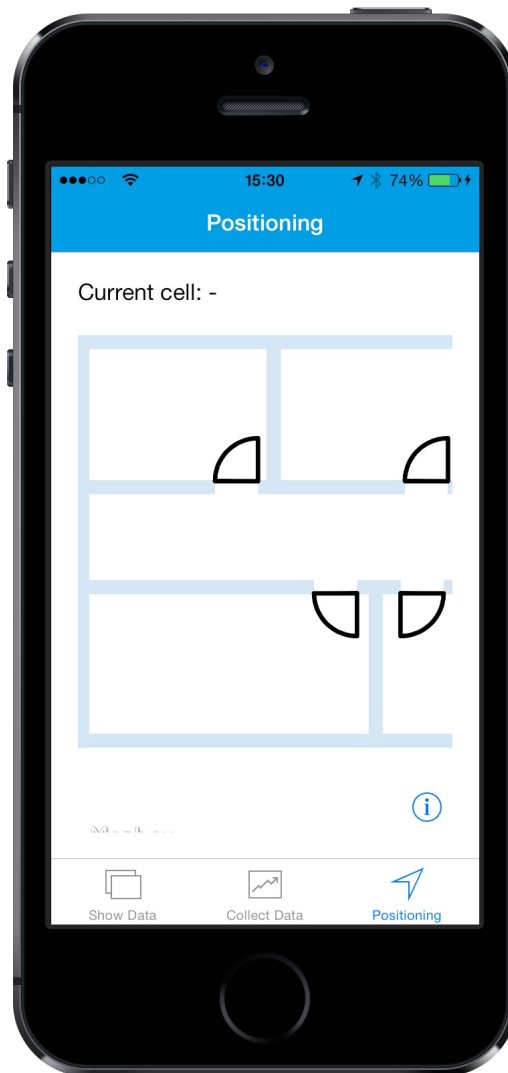 15:30
74%
Positioning
Current cell: -
i
Show Data
Collect Data
Positioning